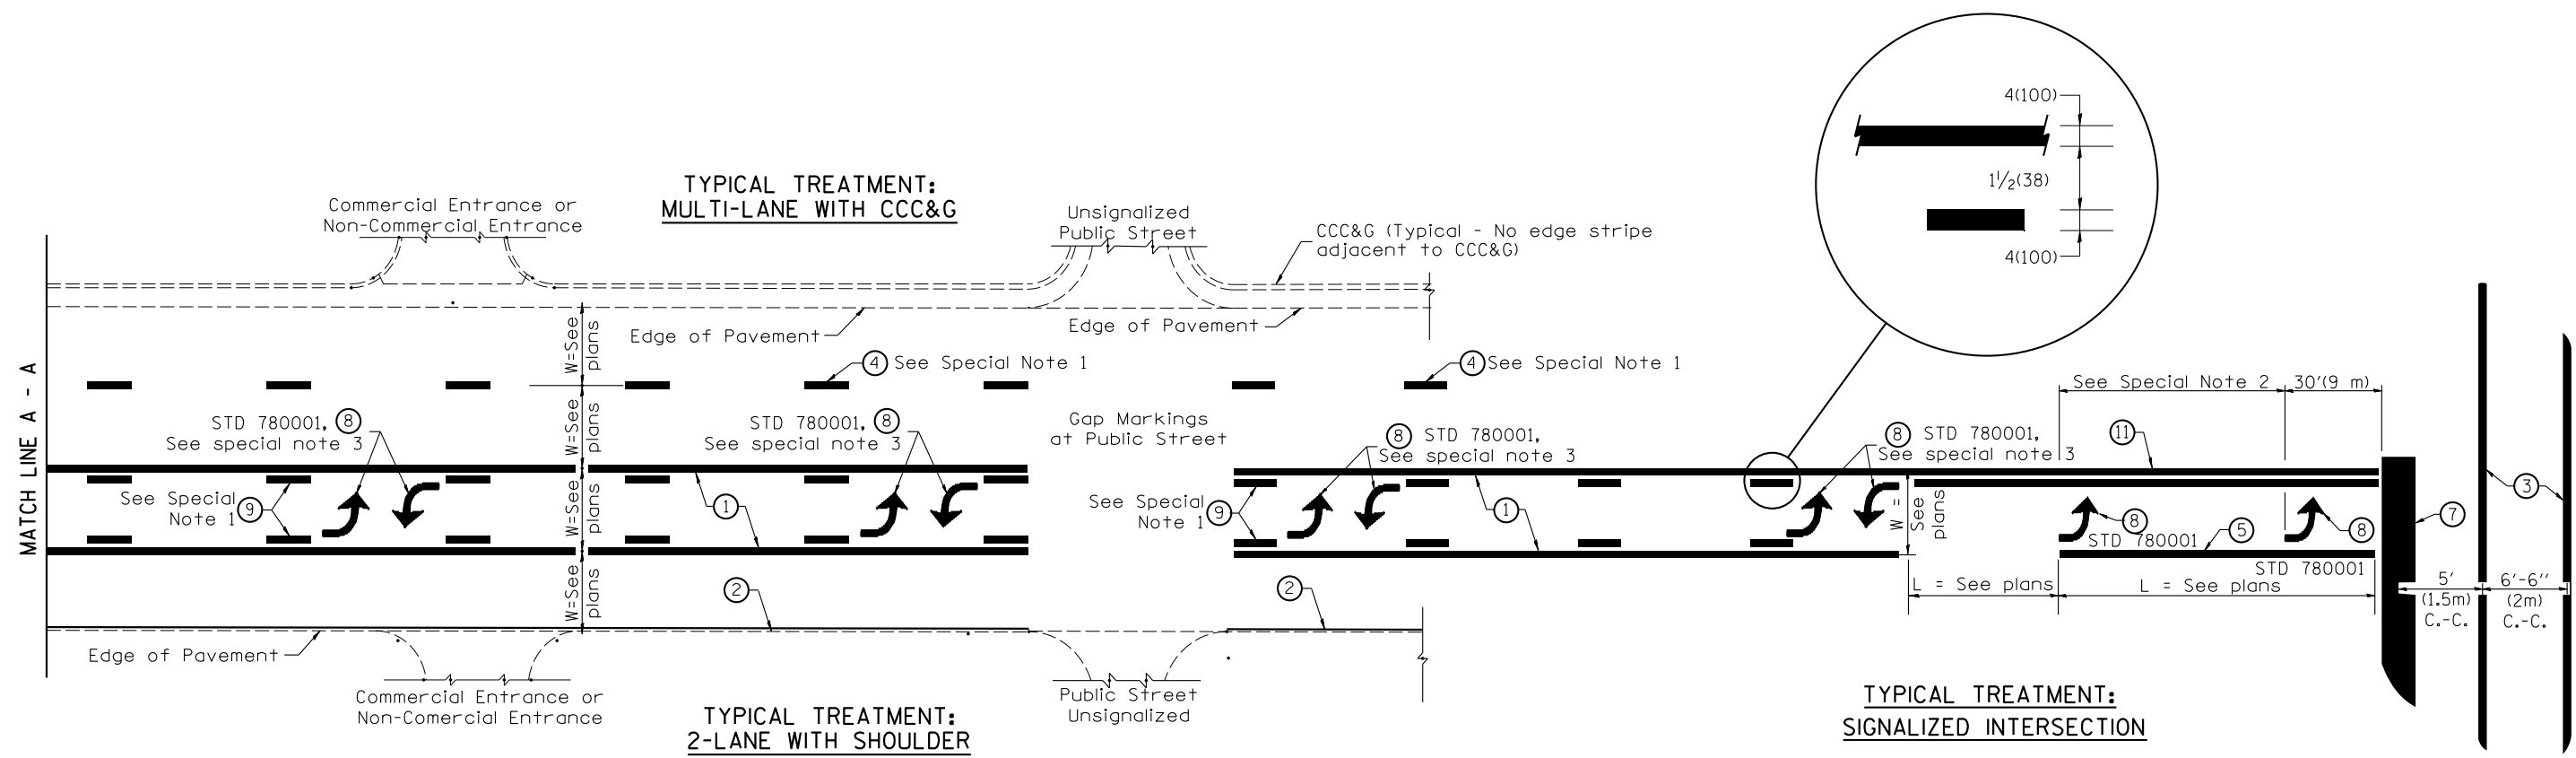 4(100)
1 1/2(38)
4(100)
TYPICAL TREATMENT:
MULTI-LANE WITH CCC&G
Commercial Entrance or
Non-Commercial Entrance
Unsignalized
Public Street
CCC&G (Typical - No edge stripe
adjacent to CCC&G)
MATCH LINE A - A
W=See
plans
Edge of Pavement
Edge of Pavement
4 See Special Note 1
4 See Special Note 1
See Special Note 2
30'(9 m)
STD 780001, 8
See special note 3
W=See
plans
STD 780001, 8
See special note 3
Gap Markings
at Public Street
8 STD 780001,
See special note 3
8 STD 780001,
See special note 3
11
3
See Special
Note 1
9
W=See
plans
1
See Special
Note 1
9
1
W =
See
plans
8
STD 780001
5
8
7
STD 780001
W=See
plans
2
2
L = See plans
L = See plans
5'
(1.5m)
C.-C.
6'-6''
(2m)
C.-C.
Edge of Pavement
Commercial Entrance or
Non-Comercial Entrance
Public Street
Unsignalized
TYPICAL TREATMENT:
2-LANE WITH SHOULDER
TYPICAL TREATMENT:
SIGNALIZED INTERSECTION